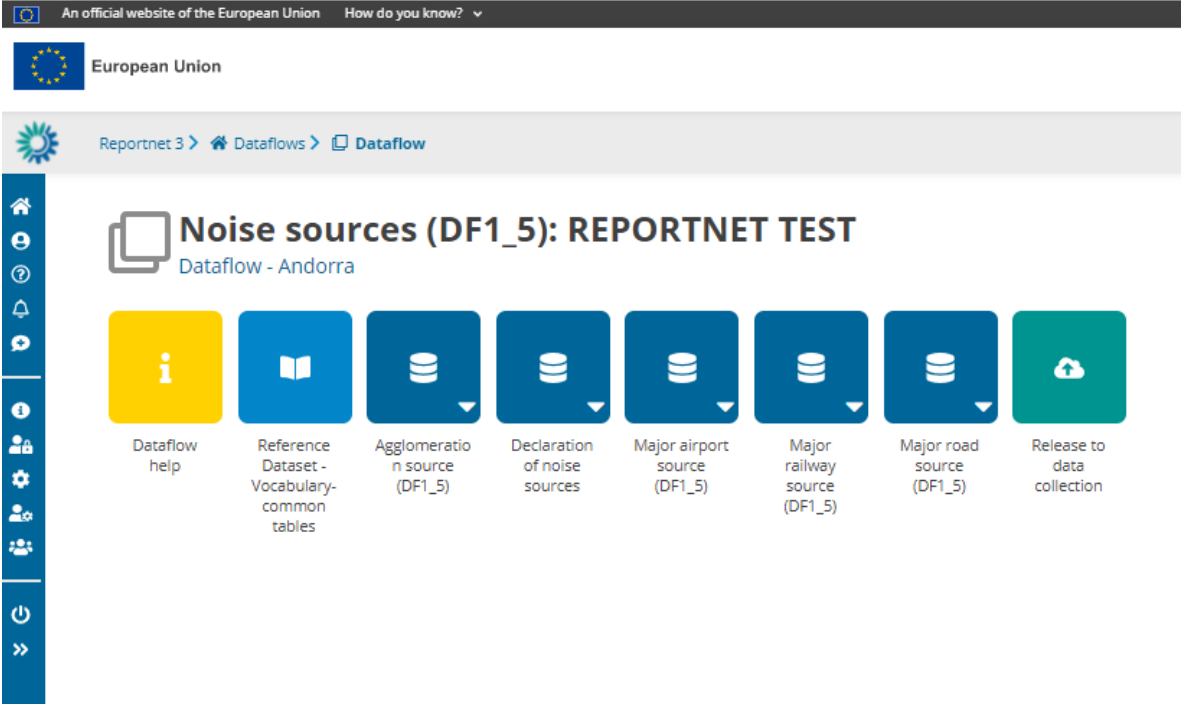 An official website of the European Union How do you know?
European Union
Reportnet 3 Dataflows Dataflow
Noise sources (DF1_5): REPORTNET TEST
Dataflow - Andorra
Dataflow
help
Reference
Dataset -
Vocabulary-
common
tables
Agglomeratio
n source
(DF1_5)
Declaration
of noise
sources
Major airport
source
(DF1_5)
Major
railway
source
(DF1_5)
Major road
source
(DF1_5)
Release to
data
collection